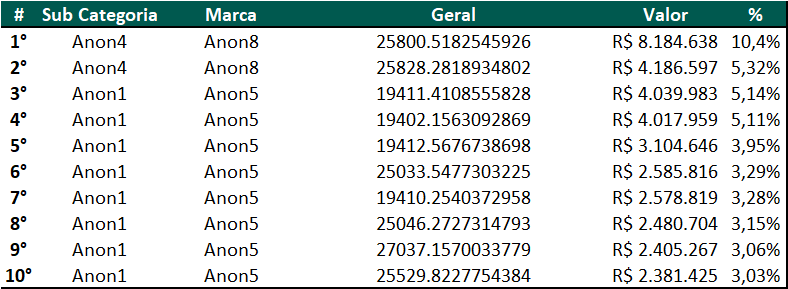 # Sub Categoria Marca Geral Valor %
1° Anon4 Anon8 25800.5182545926 R$ 8.184.638 10,4%
2° Anon4 Anon8 25828.2818934802 R$ 4.186.597 5,32%
3° Anon1 Anon5 19411.4108555828 R$ 4.039.983 5,14%
4° Anon1 Anon5 19402.1563092869 R$ 4.017.959 5,11%
5° Anon1 Anon5 19412.5676738698 R$ 3.104.646 3,95%
6° Anon1 Anon5 25033.5477303225 R$ 2.585.816 3,29%
7° Anon1 Anon5 19410.2540372958 R$ 2.578.819 3,28%
8° Anon1 Anon5 25046.2727314793 R$ 2.480.704 3,15%
9° Anon1 Anon5 27037.1570033779 R$ 2.405.267 3,06%
10° Anon1 Anon5 25529.8227754384 R$ 2.381.425 3,03%